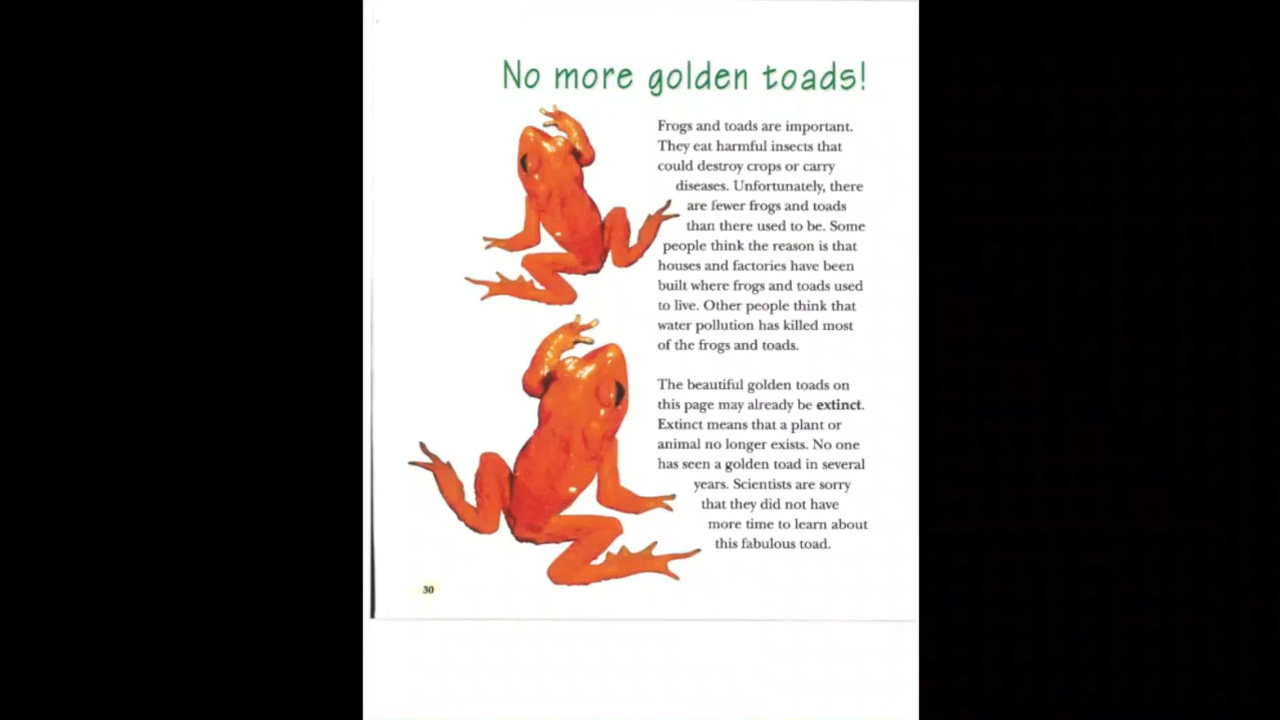 No more golden toads!
Frogs and toads are important.
They eat harmful insects that
could destroy crops or carry
diseases. Unfortunately, there
are fewer frogs and toads
than there used to be. Some
people think the reason is that
houses and factories have been
built where frogs and toads used
to live. Other people think that
water pollution has killed most
of the frogs and toads.
The beautiful golden toads on
this page may already be extinct.
Extinct means that a plant or
animal no longer exists. No one
has seen a golden toad in several
years. Scientists are sorry
that they did not have
more time to learn about
this fabulous toad.
30